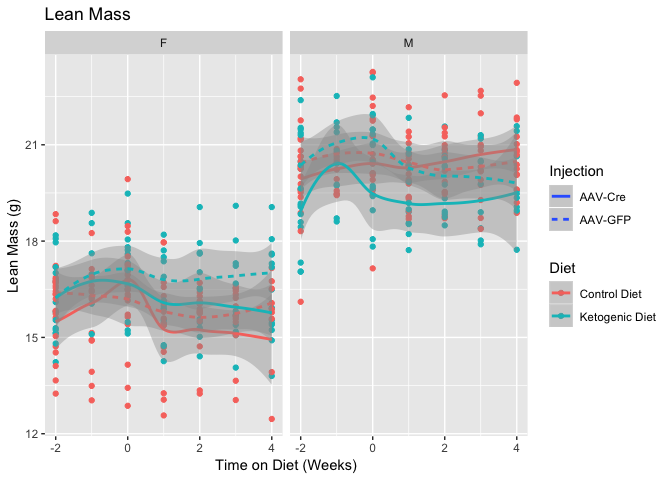 Lean Mass
F
M
21
18
15
12
Lean Mass (g)
-2
0
2
4
-2
0
2
4
Time on Diet (Weeks)
Injection
AAV-Cre
AAV-GFP
Diet
Control Diet
Ketogenic Diet